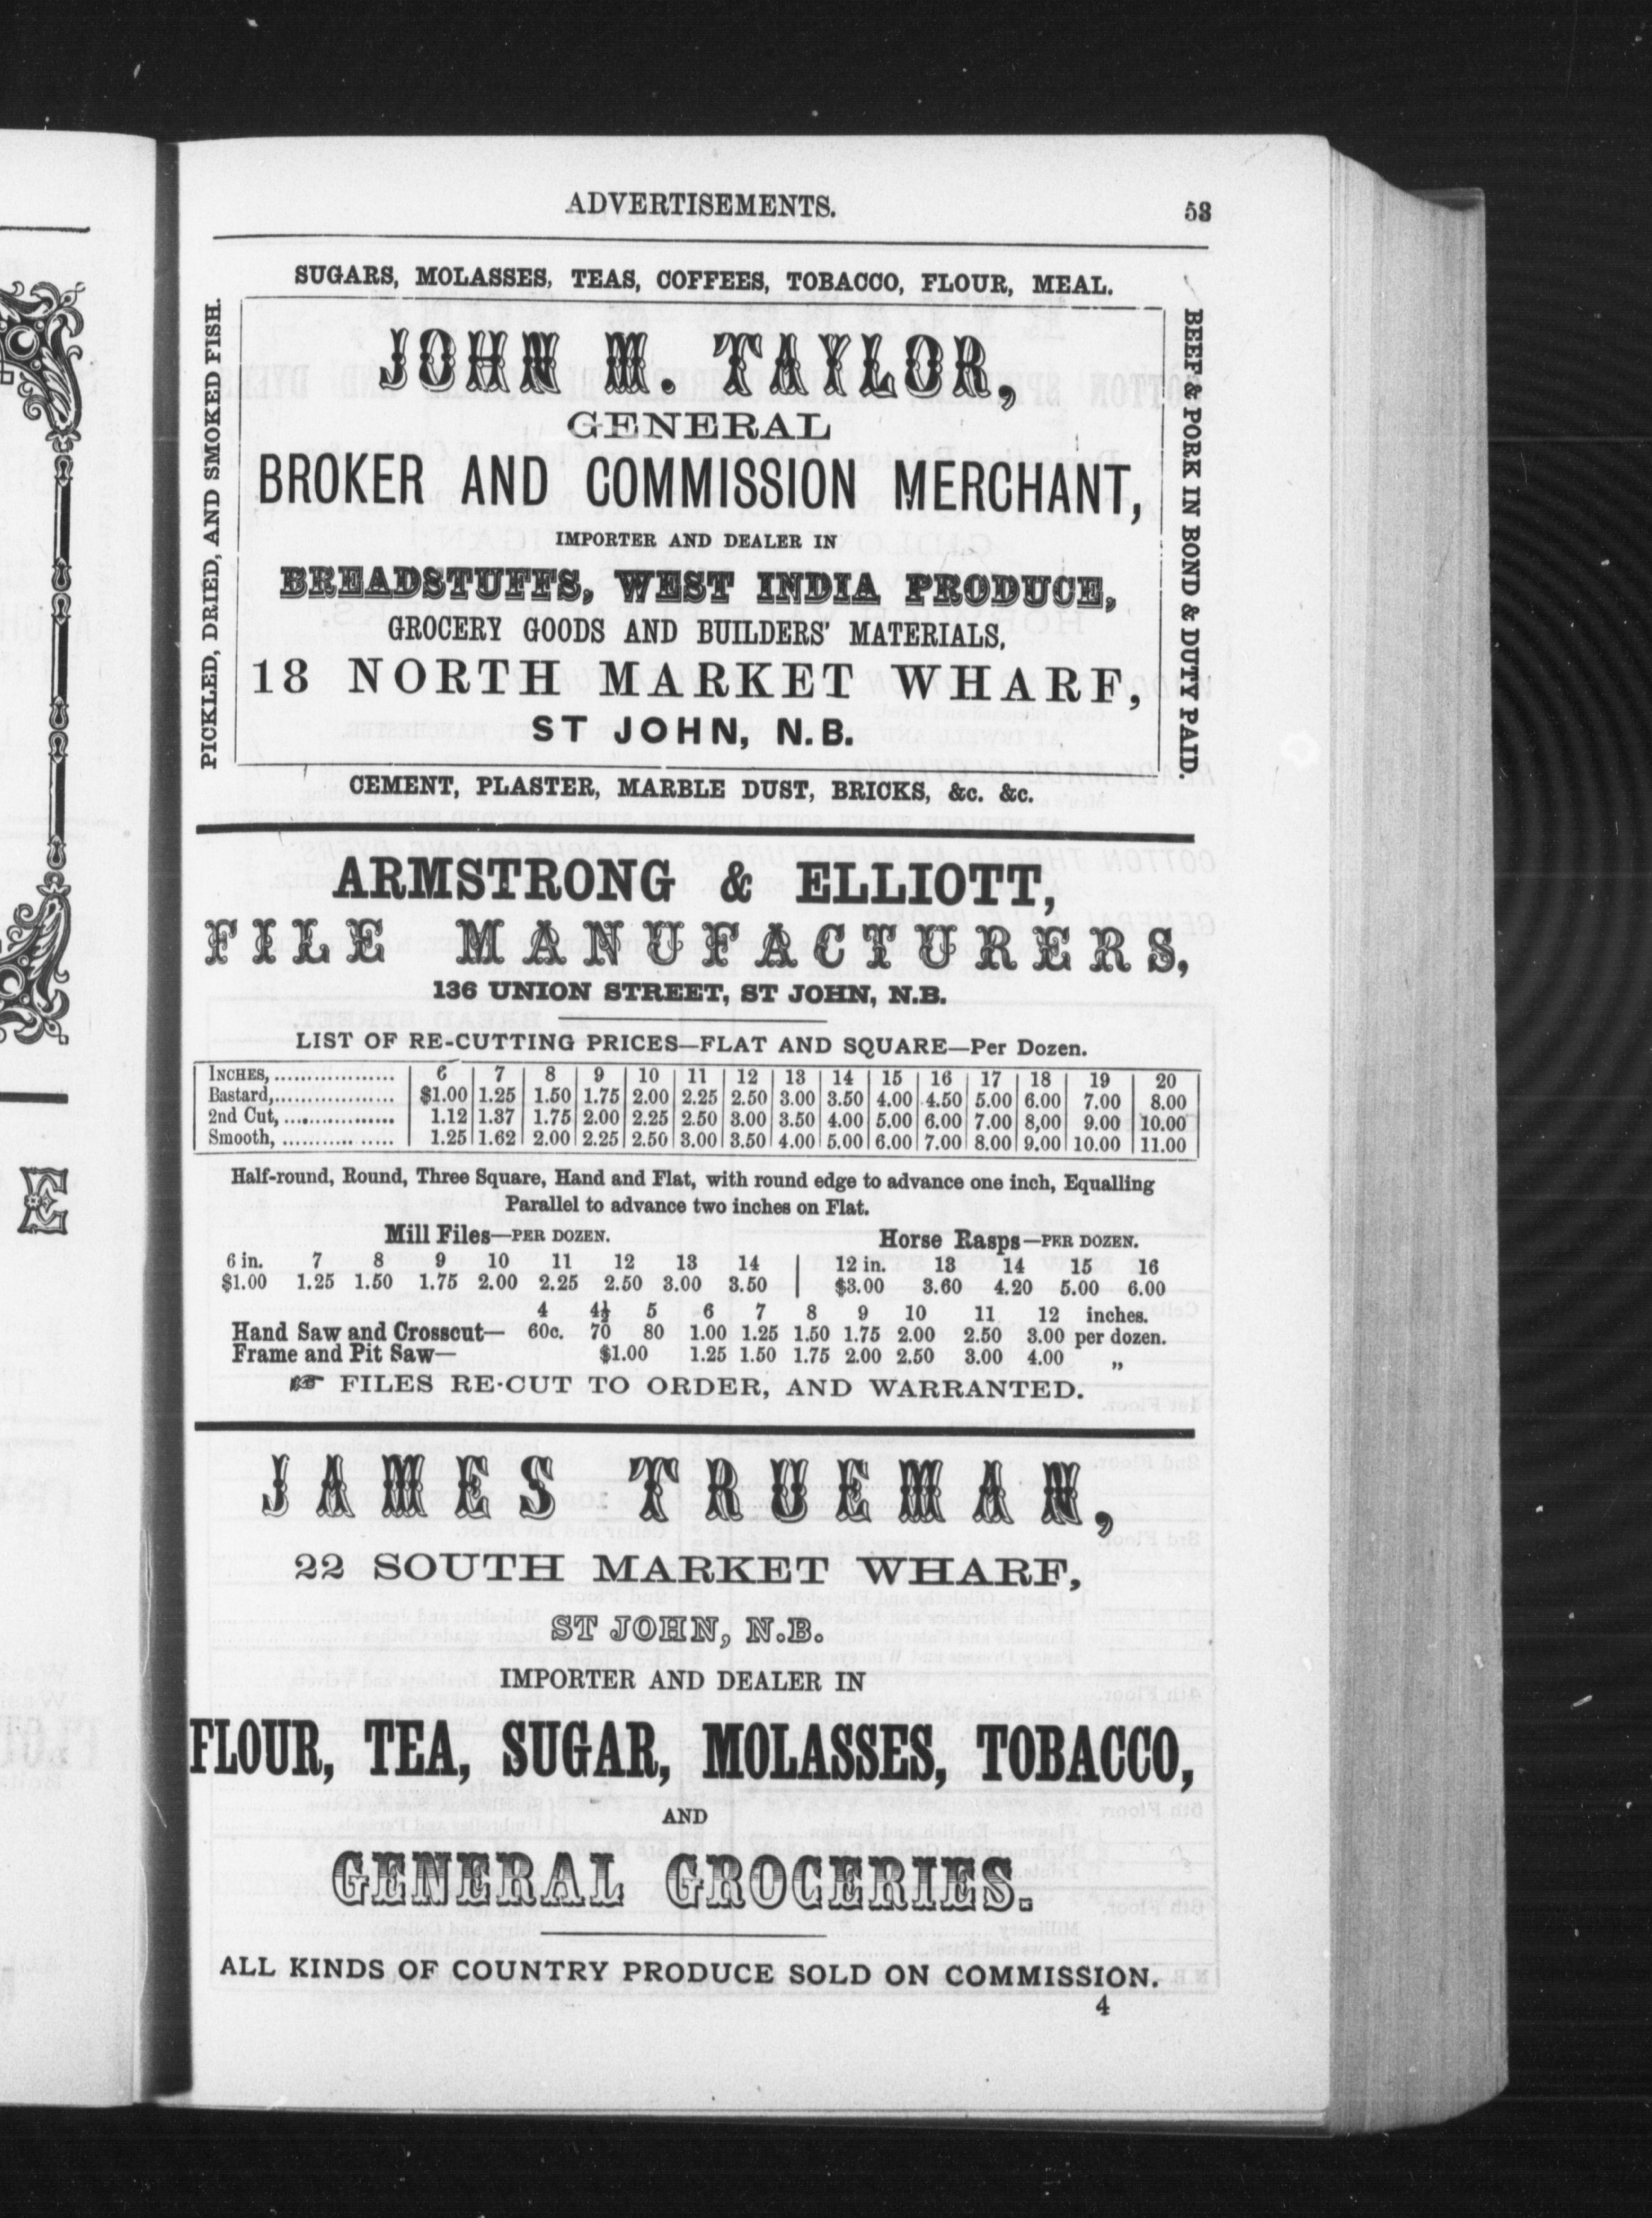 ADVERTISEMENTS. 53
SUGARS, MOLASSES, TEAS, COFFEES, TOBACCO, FLOUR, MEAL.
PICKLED, DRIED, AND SMOKED FISH.
JOHN M. TAYLOR,
GENERAL
BROKER AND COMMISSION MERCHANT,
IMPORTER AND DEALER IN
BREADSTUFFS, WEST INDIA PRODUCE,
GROCERY GOODS AND BUILDERS' MATERIALS,
18 NORTH MARKET WHARF,
ST JOHN, N.B.
BEEF & PORK IN BOND & DUTY PAID.
CEMENT, PLASTER, MARBLE DUST, BRICKS, &c. &c.
ARMSTRONG & ELLIOTT,
FILE MANUFACTURERS,
136 UNION STREET, ST JOHN, N.B.
LIST OF RE-CUTTING PRICES—FLAT AND SQUARE—Per Dozen.
INCHES, .................. 6 7 8 9 10 11 12 13 14 15 16 17 18 19 20
Bastard,.................. $1.00 1.25 1.50 1.75 2.00 2.25 2.50 3.00 3.50 4.00 4.50 5.00 6.00 7.00 8.00
2nd Cut, ................. 1.12 1.37 1.75 2.00 2.25 2.50 3.00 3.50 4.00 5.00 6.00 7.00 8,00 9.00 10.00
Smooth, ................. 1.25 1.62 2.00 2.25 2.50 3.00 3.50 4.00 5.00 6.00 7.00 8.00 9.00 10.00 11.00
Half-round, Round, Three Square, Hand and Flat, with round edge to advance one inch, Equalling
Parallel to advance two inches on Flat.
Mill Files—PER DOZEN. Horse Rasps—PER DOZEN.
6 in. 7 8 9 10 11 12 13 14 12 in. 13 14 15 16
$1.00 1.25 1.50 1.75 2.00 2.25 2.50 3.00 3.50 $3.00 3.60 4.20 5.00 6.00
4 4½ 5 6 7 8 9 10 11 12 inches.
Hand Saw and Crosscut— 60c. 70 80 1.00 1.25 1.50 1.75 2.00 2.50 3.00 per dozen.
Frame and Pit Saw— $1.00 1.25 1.50 1.75 2.00 2.50 3.00 4.00 „
☞ FILES RE-CUT TO ORDER, AND WARRANTED.
JAMES TRUEMAN,
22 SOUTH MARKET WHARF,
ST JOHN, N.B.
IMPORTER AND DEALER IN
FLOUR, TEA, SUGAR, MOLASSES, TOBACCO,
AND
GENERAL GROCERIES.
ALL KINDS OF COUNTRY PRODUCE SOLD ON COMMISSION.
4
E